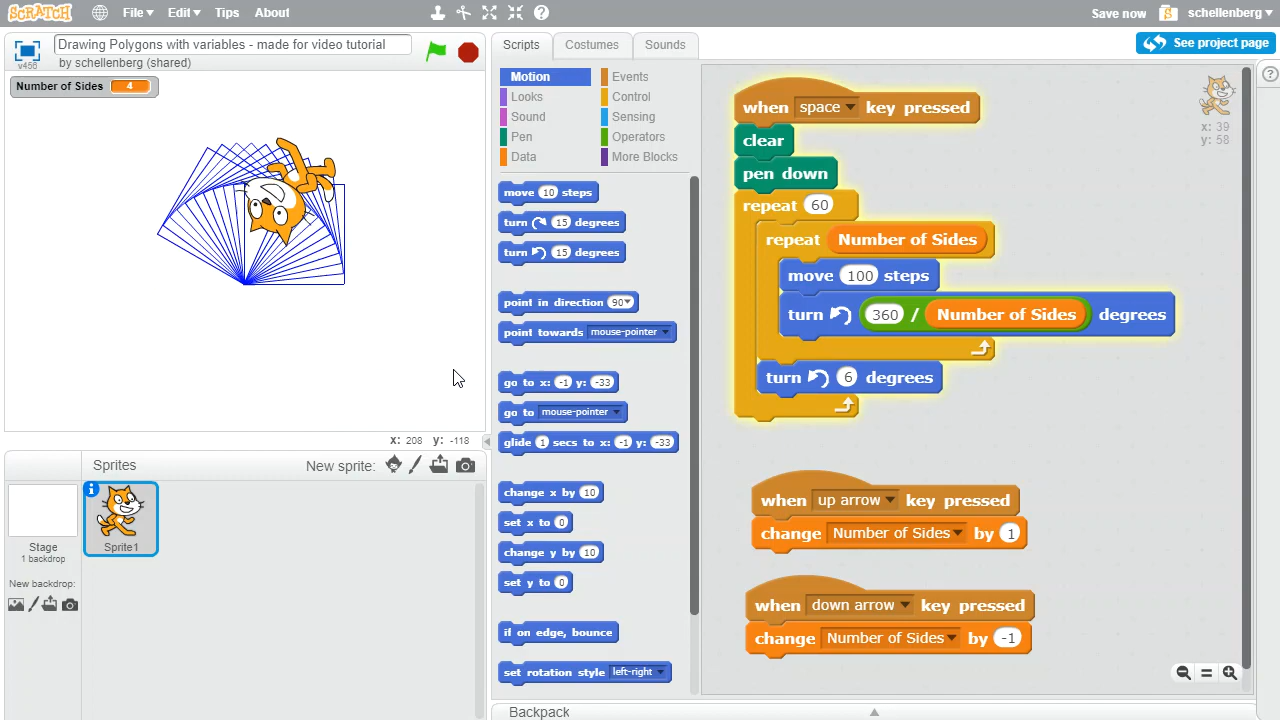 SCRATCH File Edit Tips About Save now schellenberg
Drawing Polygons with variables - made for video tutorial
by schellenberg (shared)
v456
See project page
Number of Sides 4
x: 208 y: -118
Sprites New sprite:
Stage
1 backdrop
New backdrop:
Sprite1
Scripts Costumes Sounds
Motion Events
Looks Control
Sound Sensing
Pen Operators
Data More Blocks
move 10 steps
turn 15 degrees
turn 15 degrees
point in direction 90
point towards mouse-pointer
go to x: -1 y: -33
go to mouse-pointer
glide 1 secs to x: -1 y: -33
change x by 10
set x to 0
change y by 10
set y to 0
if on edge, bounce
set rotation style left-right
when space key pressed
clear
pen down
repeat 60
repeat Number of Sides
move 100 steps
turn 360 / Number of Sides degrees
turn 6 degrees
when up arrow key pressed
change Number of Sides by 1
when down arrow key pressed
change Number of Sides by -1
x: 39
y: 58
Backpack